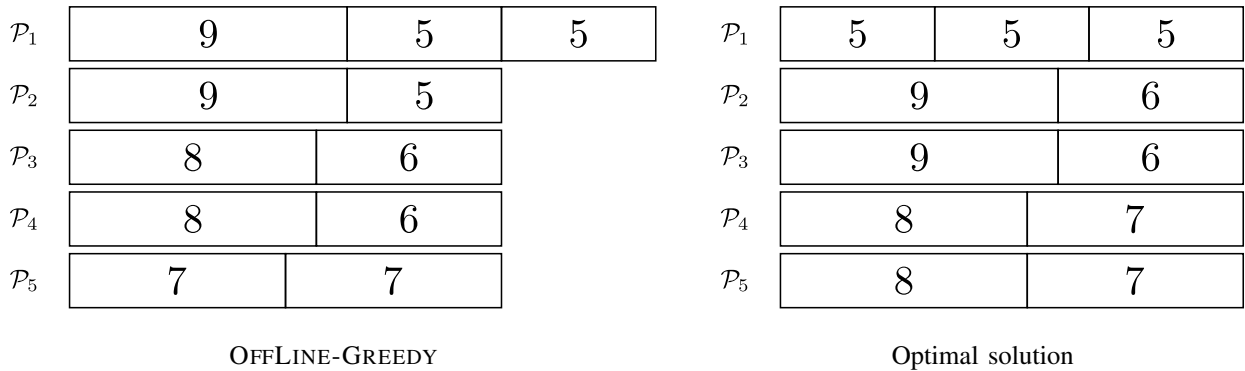 P₁ 9 5 5
P₂ 9 5
P₃ 8 6
P₄ 8 6
P₅ 7 7
OFFLINE-GREEDY
P₁ 5 5 5
P₂ 9 6
P₃ 9 6
P₄ 8 7
P₅ 8 7
Optimal solution